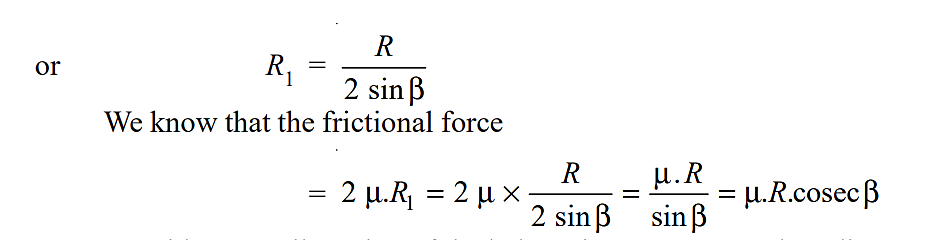 or R₁ = R / 2 sin β
We know that the frictional force
= 2 μ.R₁ = 2 μ × R / 2 sin β = μ.R / sin β = μ.R.cosec β